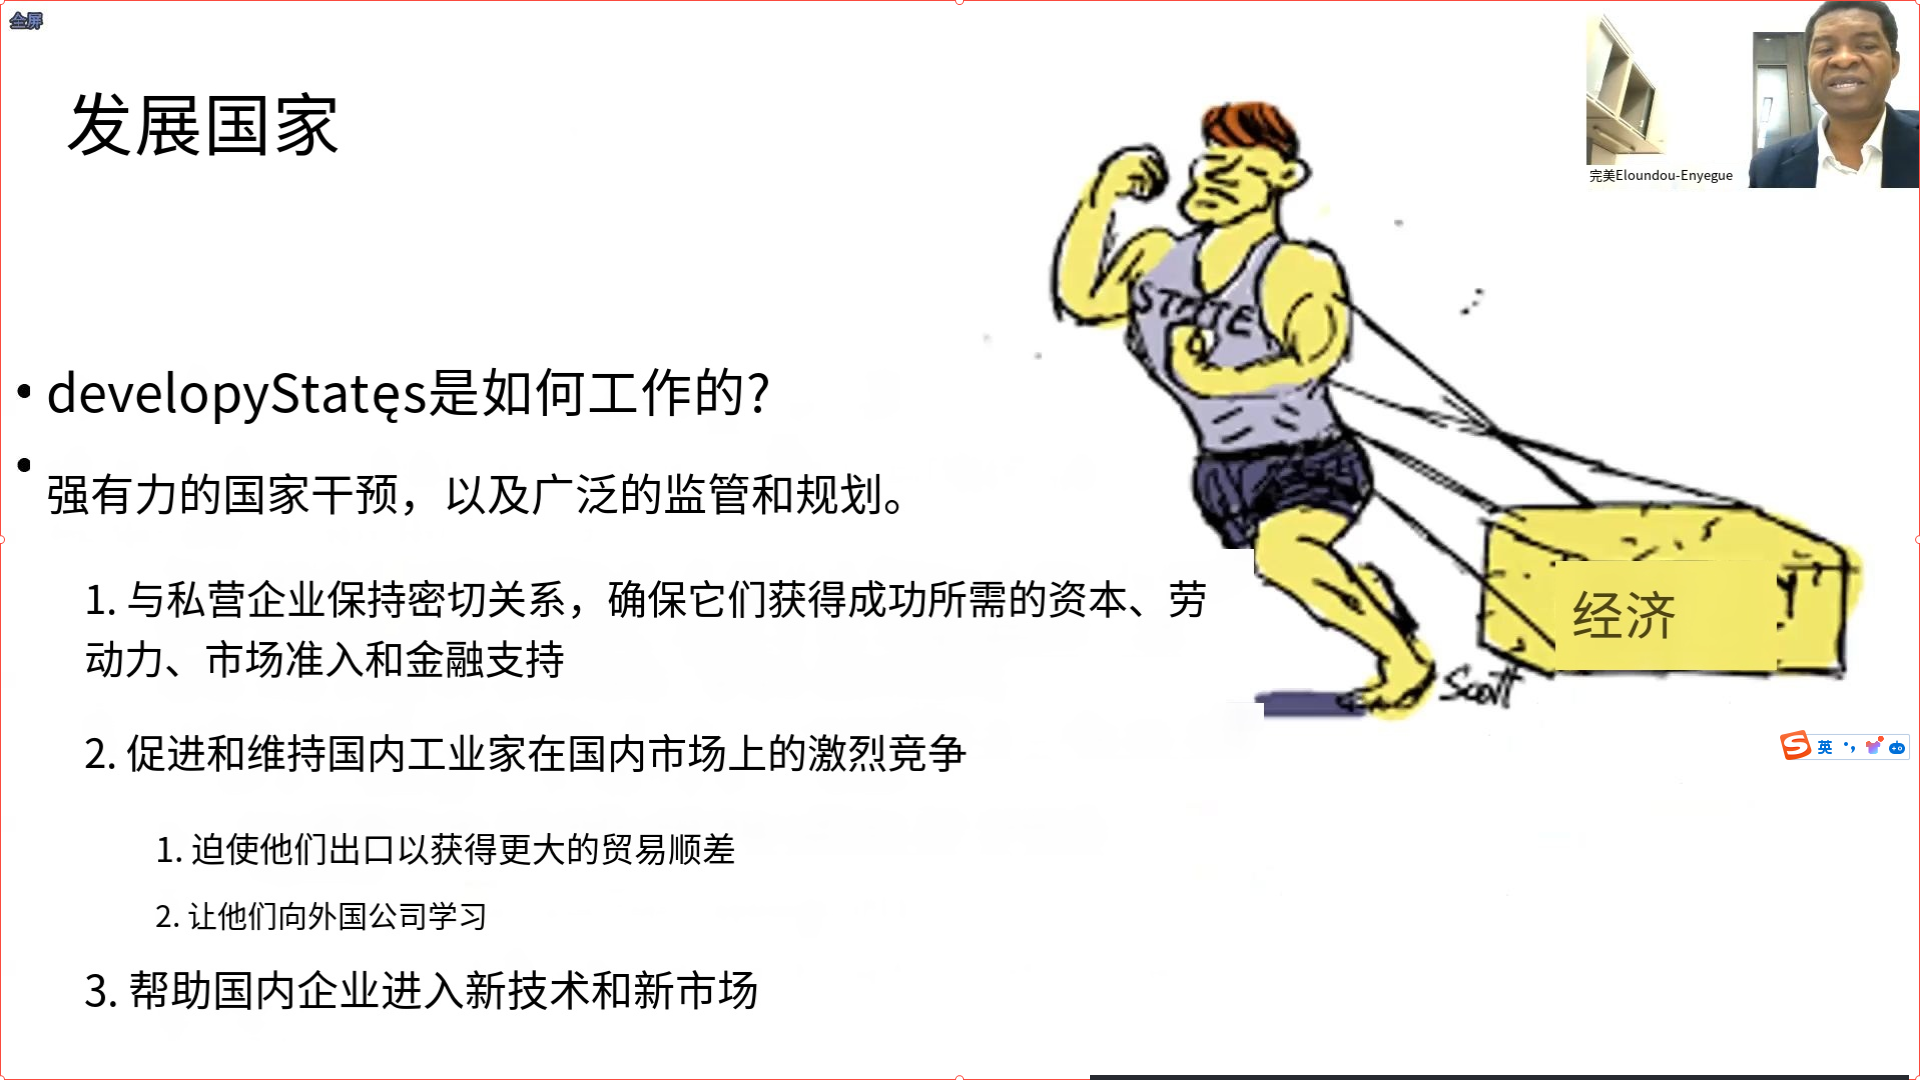 全屏
发展国家
完美Eloundou-Enyegue
STATE
• developyStatęs是如何工作的?
• 强有力的国家干预，以及广泛的监管和规划。
1. 与私营企业保持密切关系，确保它们获得成功所需的资本、劳
动力、市场准入和金融支持
经济
Scott
2. 促进和维持国内工业家在国内市场上的激烈竞争
英
1. 迫使他们出口以获得更大的贸易顺差
2. 让他们向外国公司学习
3. 帮助国内企业进入新技术和新市场